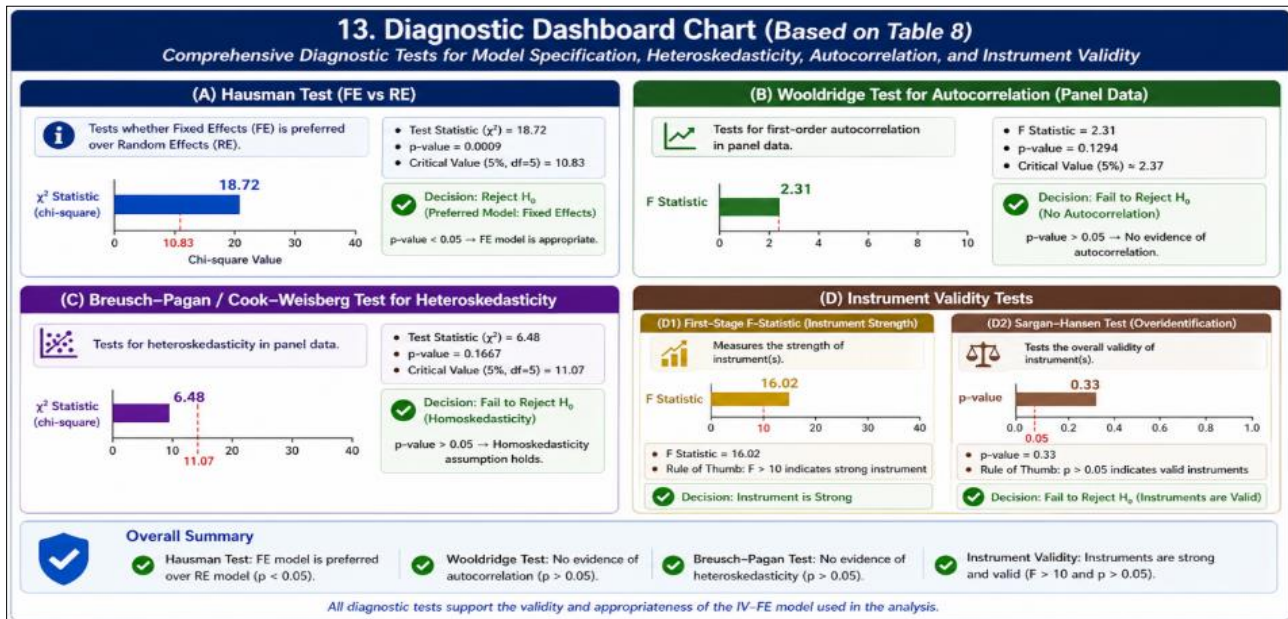 13. Diagnostic Dashboard Chart (Based on Table 8)
Comprehensive Diagnostic Tests for Model Specification, Heteroskedasticity, Autocorrelation, and Instrument Validity
(A) Hausman Test (FE vs RE)
Tests whether Fixed Effects (FE) is preferred
over Random Effects (RE).
• Test Statistic (χ²) = 18.72
• p-value = 0.0009
• Critical Value (5%, df=5) = 10.83
18.72
χ² Statistic
(chi-square)
0 10.83 20 30 40
Chi-square Value
Decision: Reject H₀
(Preferred Model: Fixed Effects)
p-value < 0.05 → FE model is appropriate.
(B) Wooldridge Test for Autocorrelation (Panel Data)
Tests for first-order autocorrelation
in panel data.
• F Statistic = 2.31
• p-value = 0.1294
• Critical Value (5%) ≈ 2.37
2.31
F Statistic
0 2 4 6 8 10
Decision: Fail to Reject H₀
(No Autocorrelation)
p-value > 0.05 → No evidence of
autocorrelation.
(C) Breusch–Pagan / Cook–Weisberg Test for Heteroskedasticity
Tests for heteroskedasticity in panel data.
• Test Statistic (χ²) = 6.48
• p-value = 0.1667
• Critical Value (5%, df=5) = 11.07
6.48
χ² Statistic
(chi-square)
0 10 20 30 40
11.07
Decision: Fail to Reject H₀
(Homoskedasticity)
p-value > 0.05 → Homoskedasticity
assumption holds.
(D) Instrument Validity Tests
(D1) First-Stage F-Statistic (Instrument Strength)
Measures the strength of
instrument(s).
16.02
F Statistic
0 10 20 30 40
• F Statistic = 16.02
• Rule of Thumb: F > 10 indicates strong instrument
Decision: Instrument is Strong
(D2) Sargan-Hansen Test (Overidentification)
Tests the overall validity of
instrument(s).
0.33
p-value
0.0 0.2 0.4 0.6 0.8 1.0
0.05
• p-value = 0.33
• Rule of Thumb: p > 0.05 indicates valid instruments
Decision: Fail to Reject H₀ (Instruments are Valid)
Overall Summary
Hausman Test: FE model is preferred
over RE model (p < 0.05).
Wooldridge Test: No evidence of
autocorrelation (p > 0.05).
Breusch–Pagan Test: No evidence of
heteroskedasticity (p > 0.05).
Instrument Validity: Instruments are strong
and valid (F > 10 and p > 0.05).
All diagnostic tests support the validity and appropriateness of the IV–FE model used in the analysis.